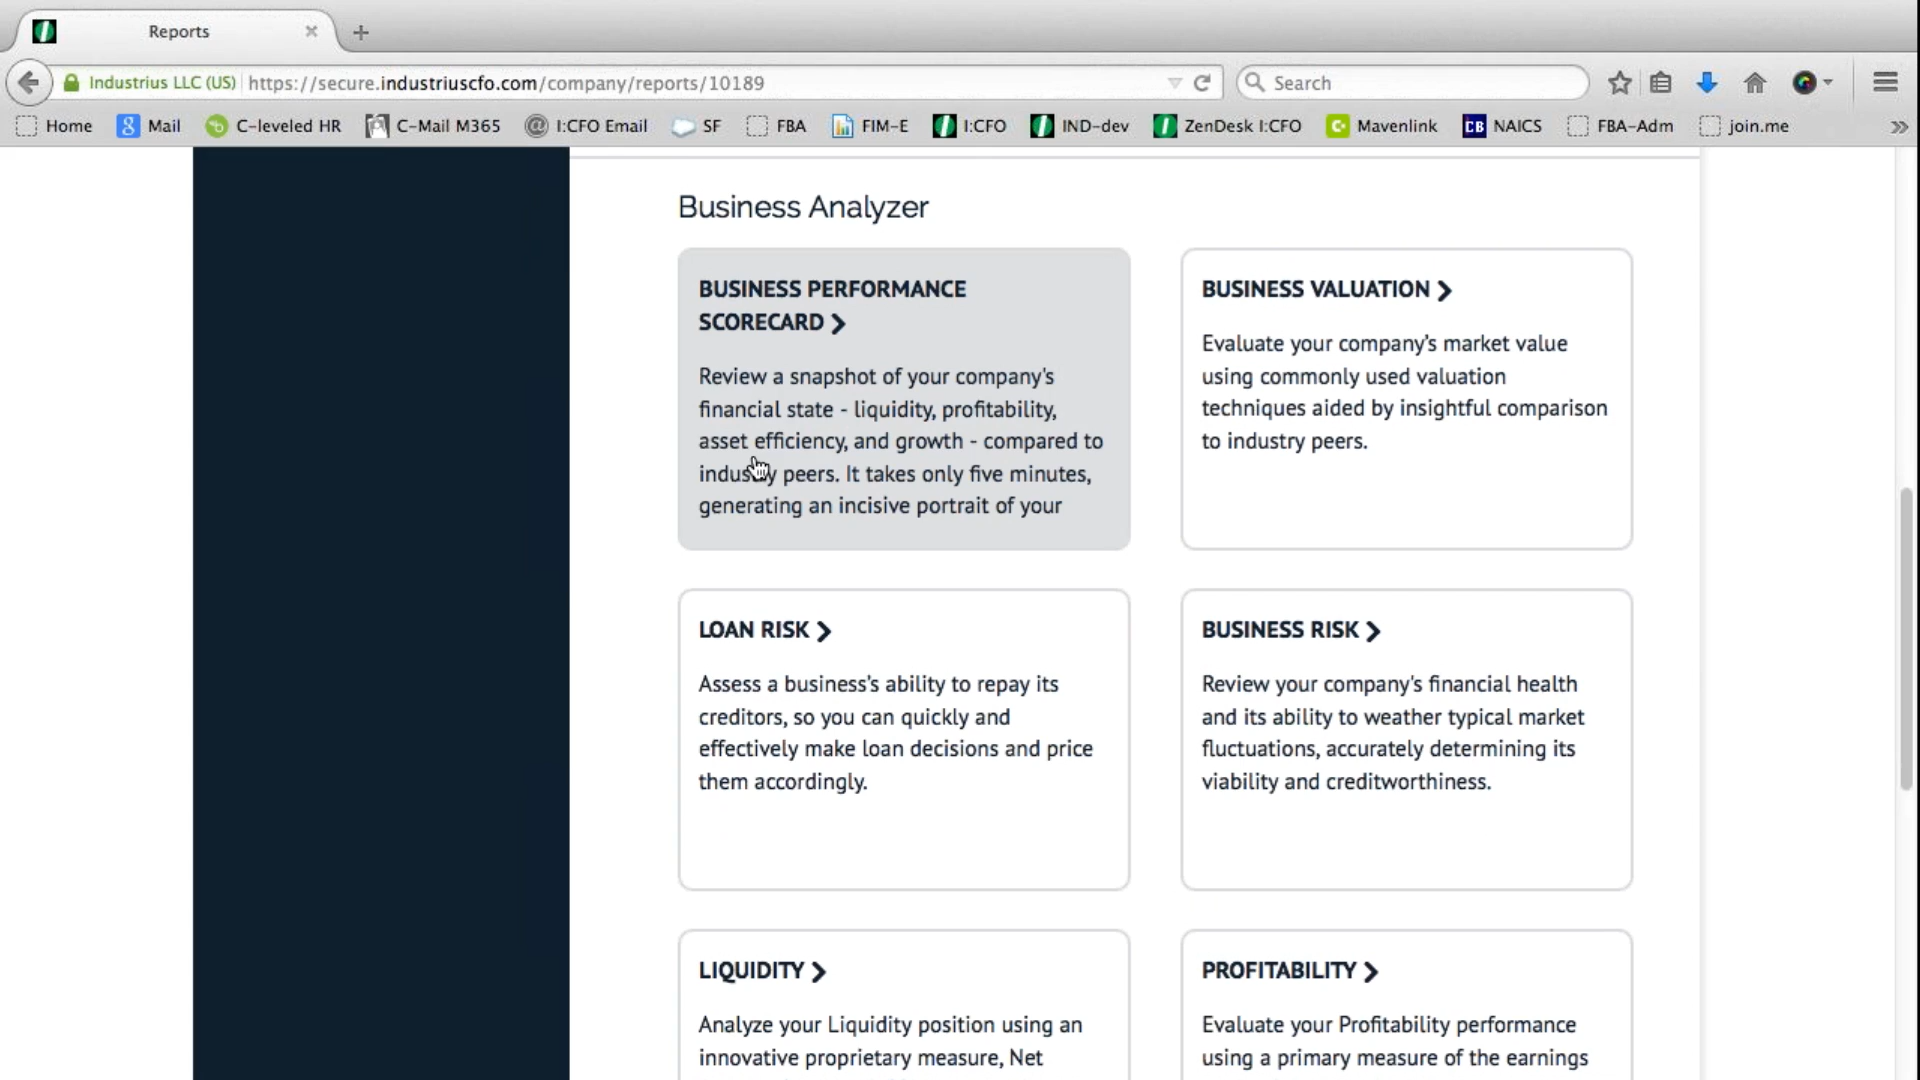 Reports
Industrius LLC (US) https://secure.industriuscfo.com/company/reports/10189 Search
Home Mail C-leveled HR C-Mail M365 I:CFO Email SF FBA FIM-E I:CFO IND-dev ZenDesk I:CFO Mavenlink CB NAICS FBA-Adm join.me
Business Analyzer
BUSINESS PERFORMANCE
SCORECARD
Review a snapshot of your company's
financial state - liquidity, profitability,
asset efficiency, and growth - compared to
industry peers. It takes only five minutes,
generating an incisive portrait of your
BUSINESS VALUATION
Evaluate your company's market value
using commonly used valuation
techniques aided by insightful comparison
to industry peers.
LOAN RISK
Assess a business's ability to repay its
creditors, so you can quickly and
effectively make loan decisions and price
them accordingly.
BUSINESS RISK
Review your company's financial health
and its ability to weather typical market
fluctuations, accurately determining its
viability and creditworthiness.
LIQUIDITY
Analyze your Liquidity position using an
innovative proprietary measure, Net
PROFITABILITY
Evaluate your Profitability performance
using a primary measure of the earnings